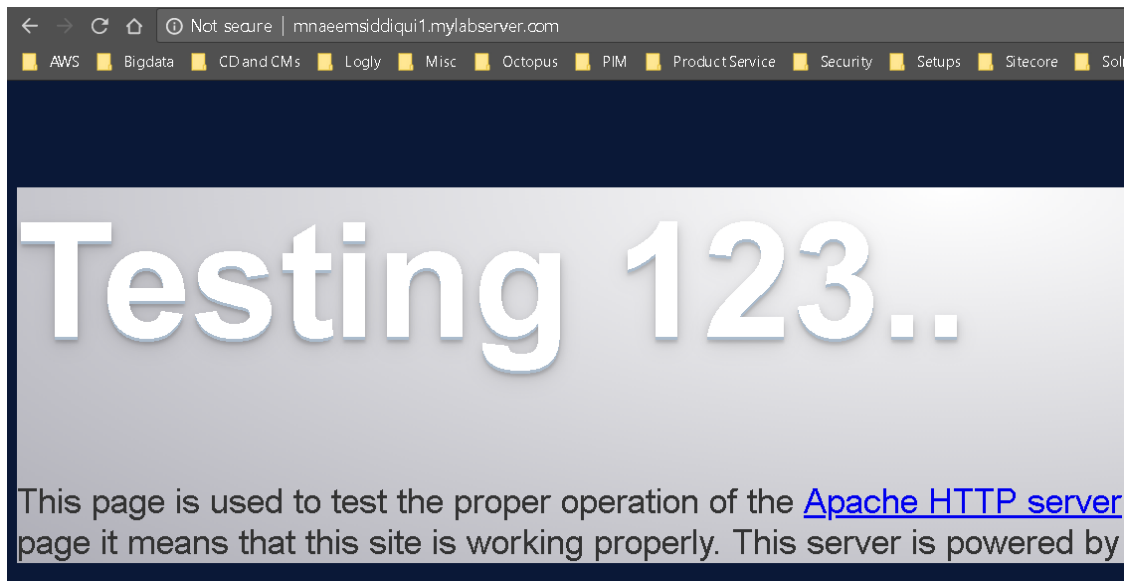 Not secure | mnaeemsiddiqui1.mylabserver.com
AWS Bigdata CD and CMs Logly Misc Octopus PIM Product Service Security Setups Sitecore Sol
Testing 123..
This page is used to test the proper operation of the Apache HTTP server
page it means that this site is working properly. This server is powered by